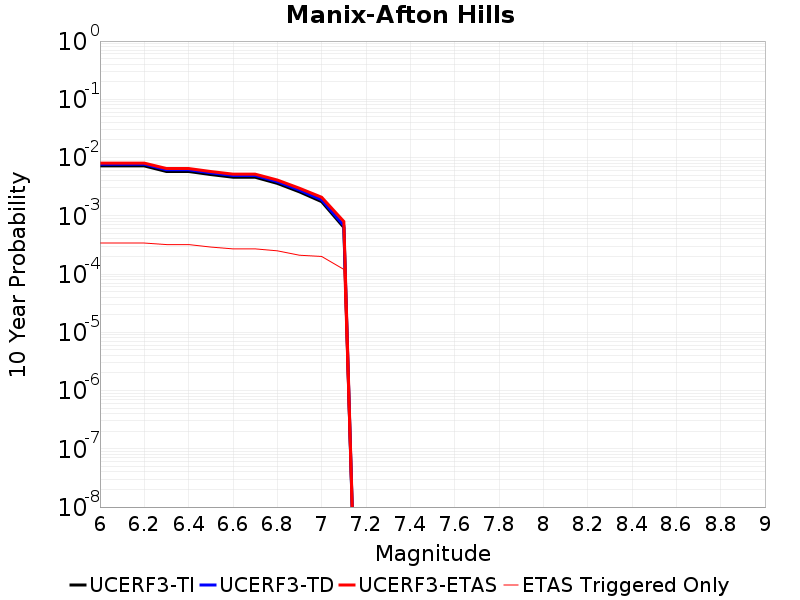 Manix-Afton Hills
10 Year Probability
10^0
10^-1
10^-2
10^-3
10^-4
10^-5
10^-6
10^-7
10^-8
6 6.2 6.4 6.6 6.8 7 7.2 7.4 7.6 7.8 8 8.2 8.4 8.6 8.8 9
Magnitude
UCERF3-TI UCERF3-TD UCERF3-ETAS ETAS Triggered Only